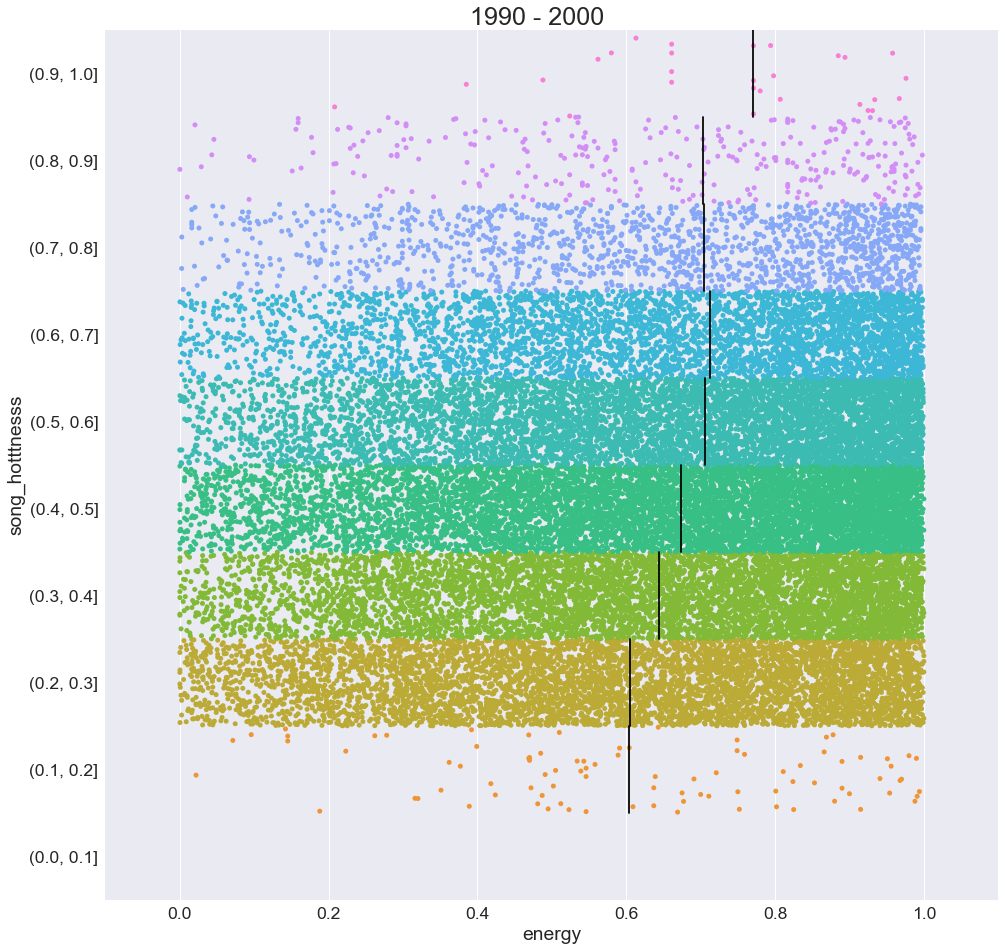 1990 - 2000
(0.9, 1.0]
(0.8, 0.9]
(0.7, 0.8]
(0.6, 0.7]
(0.5, 0.6]
(0.4, 0.5]
(0.3, 0.4]
(0.2, 0.3]
(0.1, 0.2]
(0.0, 0.1]
song_hotttnesss
0.0 0.2 0.4 0.6 0.8 1.0
energy